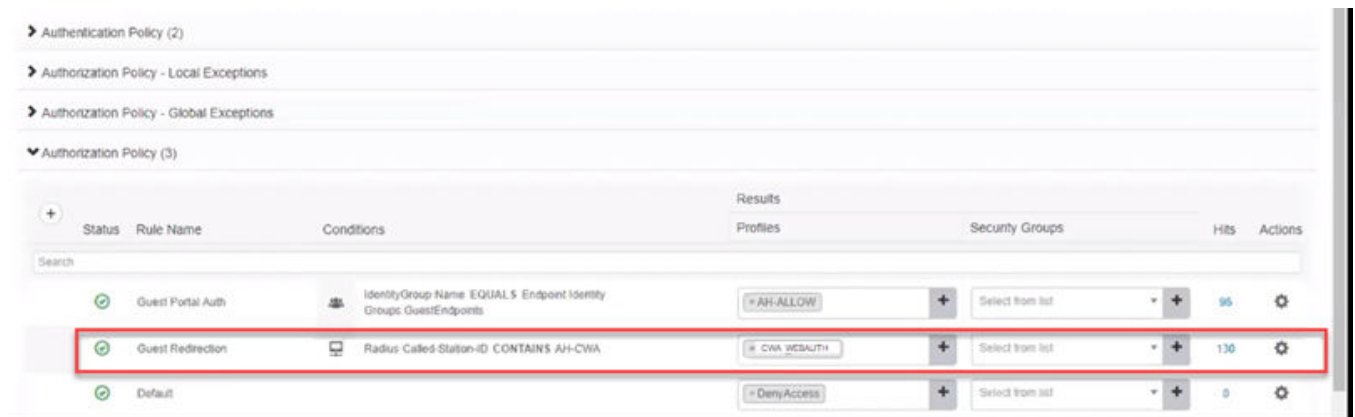 Authentication Policy (2)
Authorization Policy - Local Exceptions
Authorization Policy - Global Exceptions
Authorization Policy (3)
Results
Status Rule Name Conditions Profiles Security Groups Hits Actions
Search
Guest Portal Auth IdentityGroup·Name EQUALS Endpoint Identity Groups:GuestEndpoints × AH-ALLOW Select from list 95
Guest Redirection Radius·Called-Station-ID CONTAINS AH-CWA × CWA_WEBAUTH Select from list 130
Default × DenyAccess Select from list 0